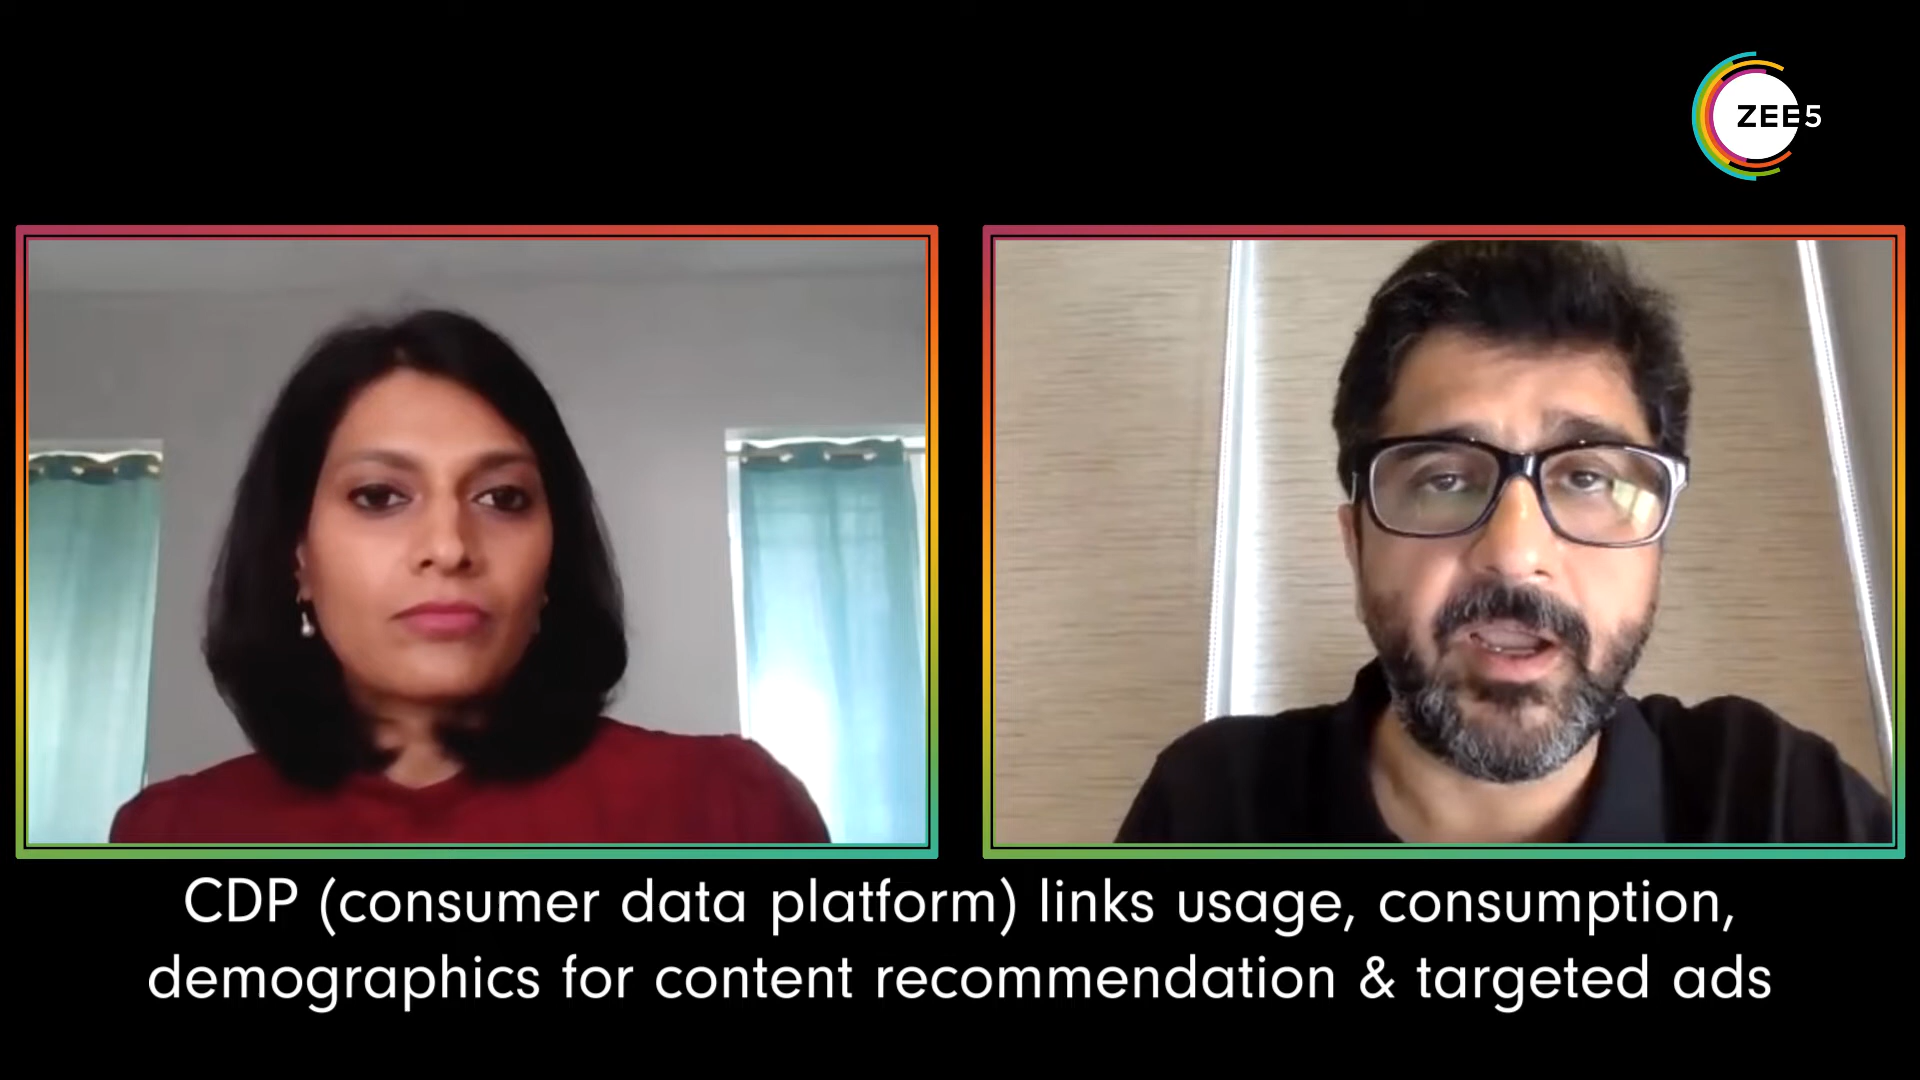 ZEE5
CDP (consumer data platform) links usage, consumption,
demographics for content recommendation & targeted ads